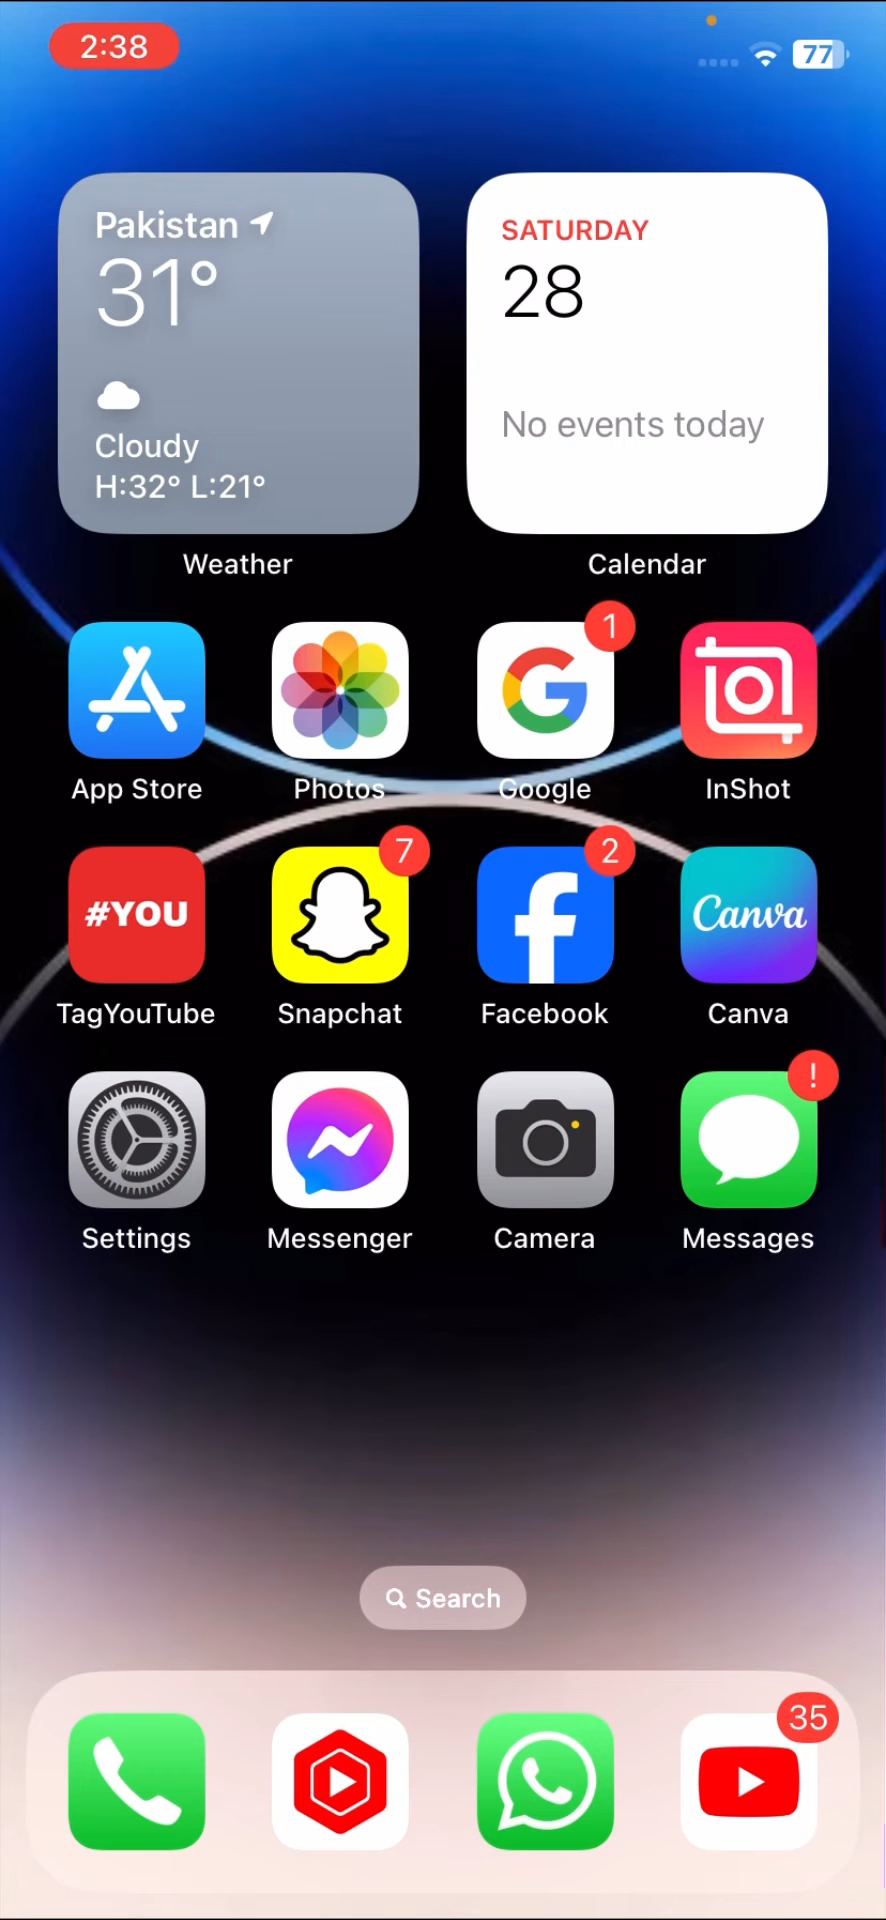 2:38
77
Pakistan
31°
Cloudy
H:32° L:21°
Weather
SATURDAY
28
No events today
Calendar
1
App Store
Photos
Google
InShot
#YOU
7
2
Canva
TagYouTube
Snapchat
Facebook
Canva
!
Settings
Messenger
Camera
Messages
Search
35